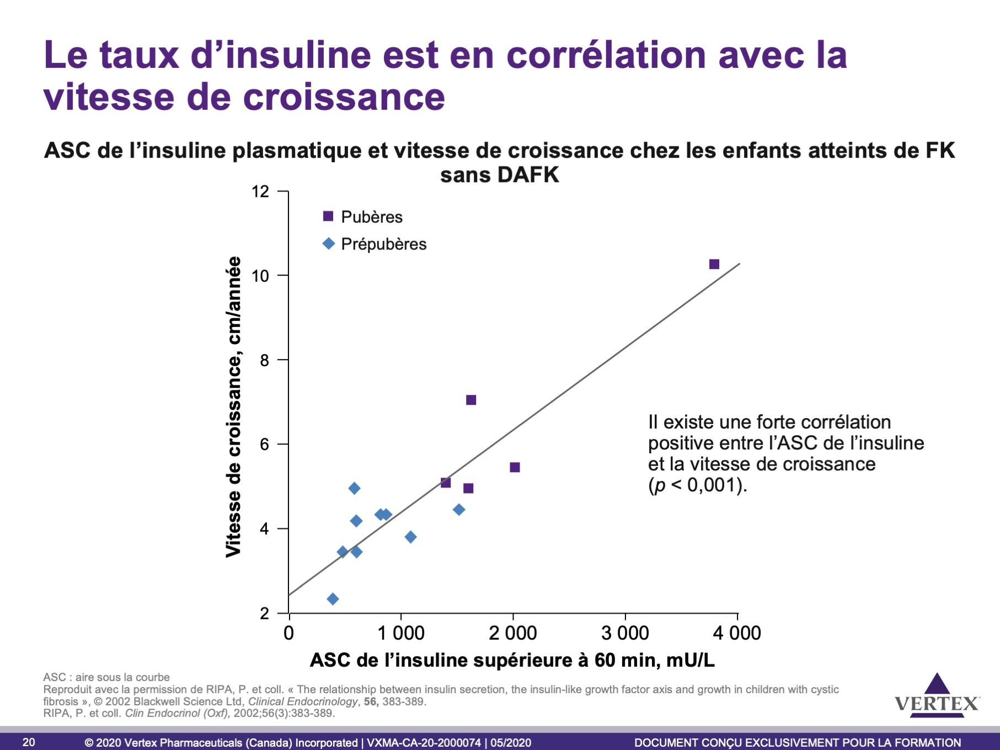 Le taux d’insuline est en corrélation avec la
vitesse de croissance
ASC de l’insuline plasmatique et vitesse de croissance chez les enfants atteints de FK
sans DAFK
12
10
8
6
4
2
Vitesse de croissance, cm/année
Pubères
Prépubères
Il existe une forte corrélation
positive entre l’ASC de l’insuline
et la vitesse de croissance
(p < 0,001).
0 1 000 2 000 3 000 4 000
ASC de l’insuline supérieure à 60 min, mU/L
ASC : aire sous la courbe
Reproduit avec la permission de RIPA, P. et coll. « The relationship between insulin secretion, the insulin-like growth factor axis and growth in children with cystic
fibrosis », © 2002 Blackwell Science Ltd, Clinical Endocrinology, 56, 383-389.
RIPA, P. et coll. Clin Endocrinol (Oxf), 2002;56(3):383-389.
VERTEX
20 © 2020 Vertex Pharmaceuticals (Canada) Incorporated | VXMA-CA-20-2000074 | 05/2020 DOCUMENT CONÇU EXCLUSIVEMENT POUR LA FORMATION